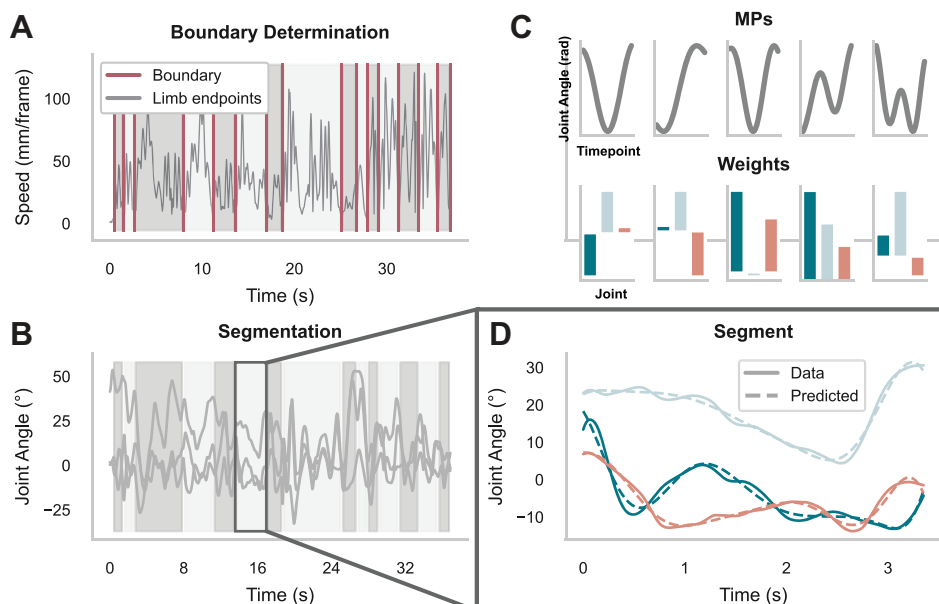 A
Boundary Determination
Boundary
Limb endpoints
Speed (mm/frame)
100
50
0
0 10 20 30
Time (s)
B
Segmentation
Joint Angle (°)
50
25
0
−25
0 8 16 24 32
Time (s)
C
MPs
Joint Angle (rad)
Timepoint
Weights
Joint
D
Segment
Data
Predicted
Joint Angle (°)
30
20
10
0
−10
0 1 2 3
Time (s)